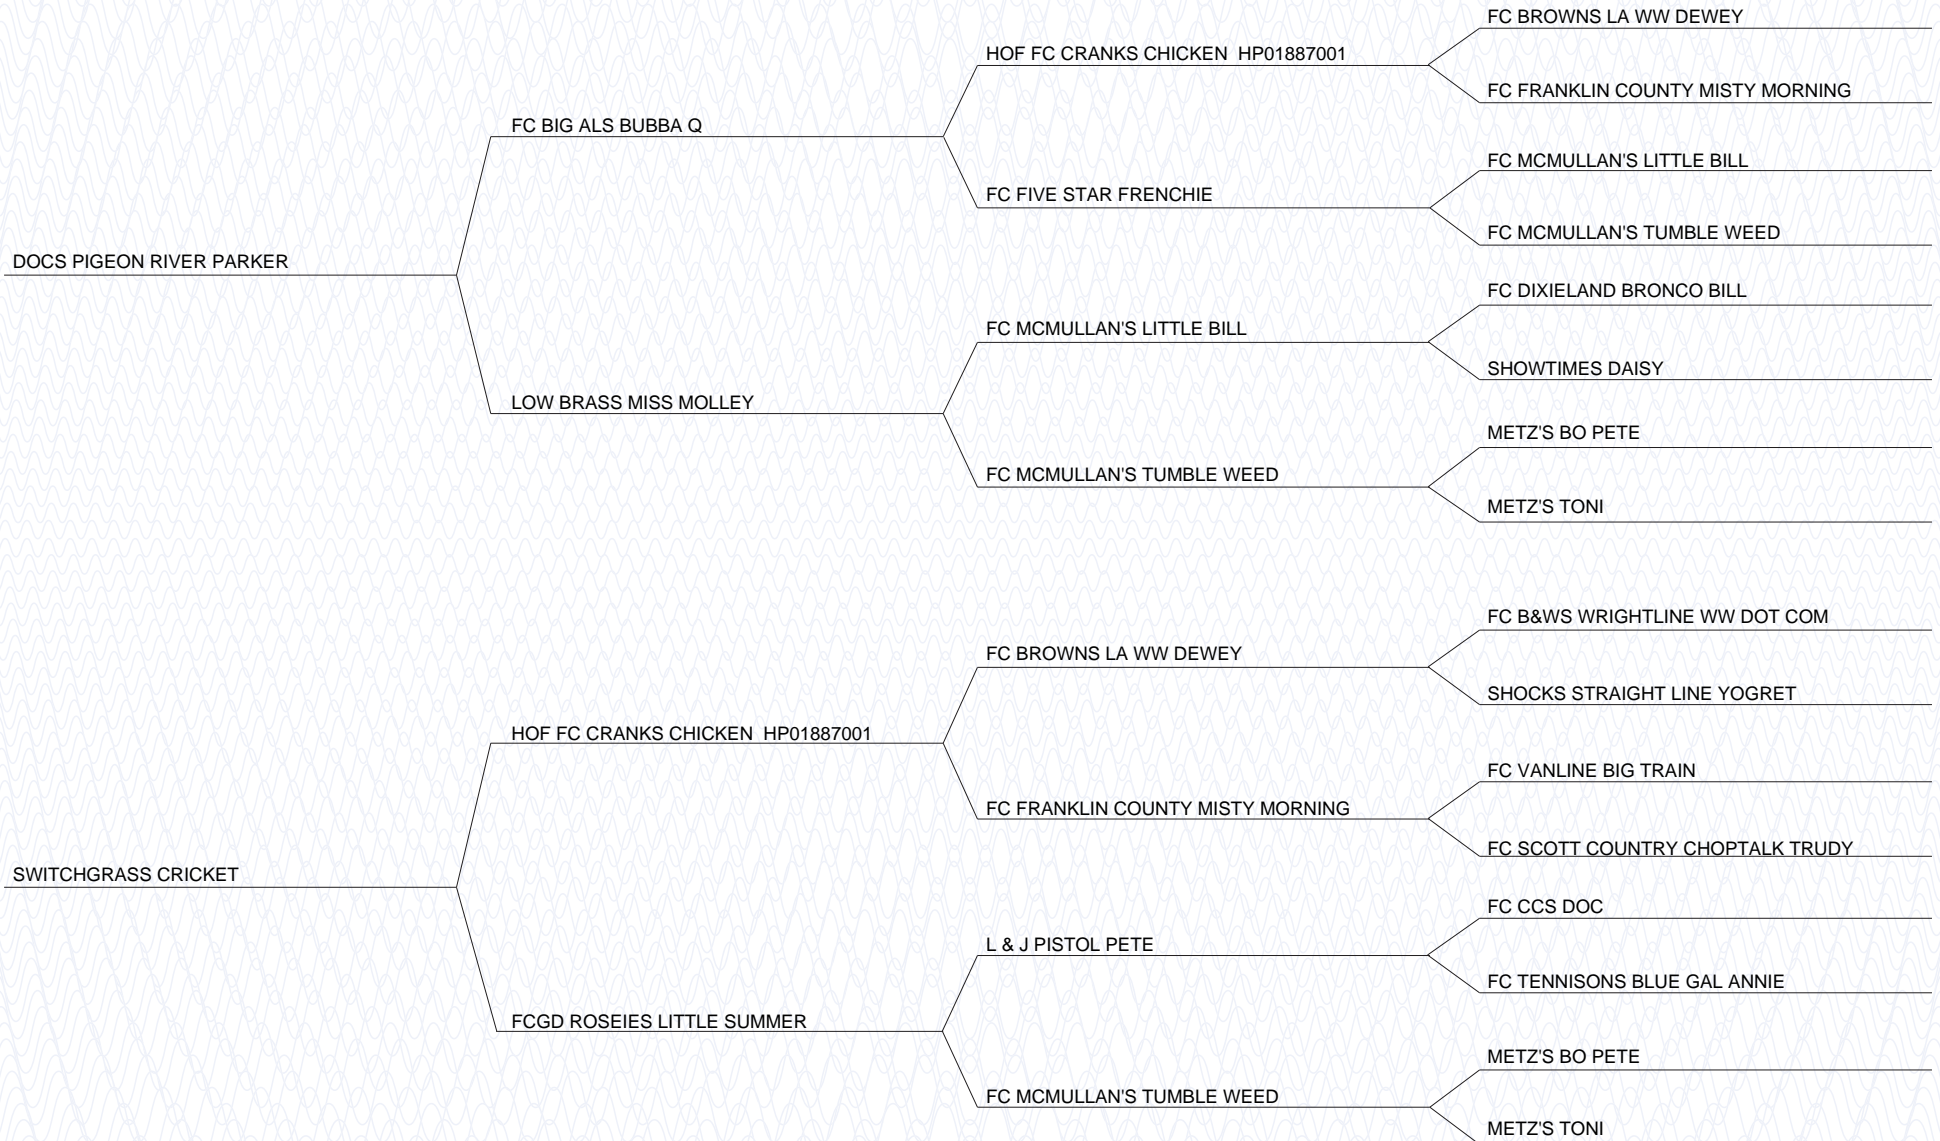 FC BROWNS LA WW DEWEY
HOF FC CRANKS CHICKEN  HP01887001
FC FRANKLIN COUNTY MISTY MORNING
FC BIG ALS BUBBA Q
FC MCMULLAN'S LITTLE BILL
FC FIVE STAR FRENCHIE
FC MCMULLAN'S TUMBLE WEED
DOCS PIGEON RIVER PARKER
FC DIXIELAND BRONCO BILL
FC MCMULLAN'S LITTLE BILL
SHOWTIMES DAISY
LOW BRASS MISS MOLLEY
METZ'S BO PETE
FC MCMULLAN'S TUMBLE WEED
METZ'S TONI
FC B&WS WRIGHTLINE WW DOT COM
FC BROWNS LA WW DEWEY
SHOCKS STRAIGHT LINE YOGRET
HOF FC CRANKS CHICKEN  HP01887001
FC VANLINE BIG TRAIN
FC FRANKLIN COUNTY MISTY MORNING
FC SCOTT COUNTRY CHOPTALK TRUDY
SWITCHGRASS CRICKET
FC CCS DOC
L & J PISTOL PETE
FC TENNISONS BLUE GAL ANNIE
FCGD ROSEIES LITTLE SUMMER
METZ'S BO PETE
FC MCMULLAN'S TUMBLE WEED
METZ'S TONI